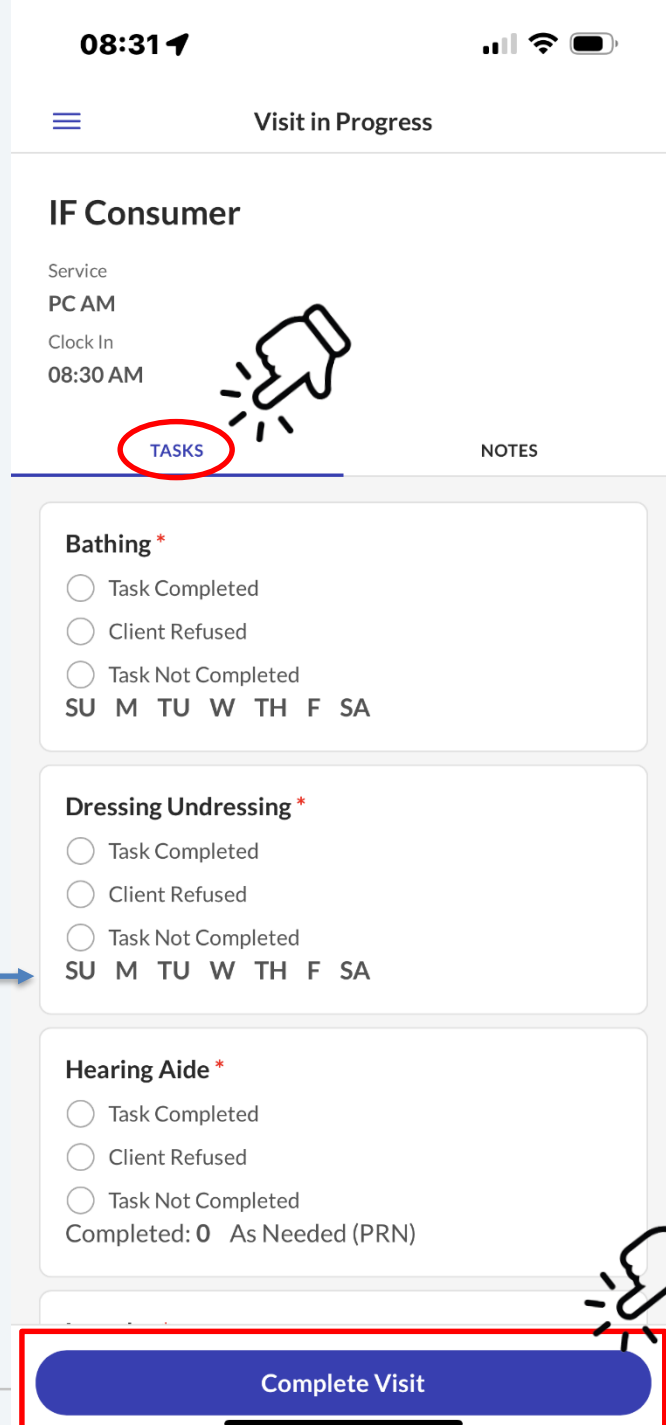 08:31
Visit in Progress
IF Consumer
Service
PC AM
Clock In
08:30 AM
TASKS NOTES
Bathing *
Task Completed
Client Refused
Task Not Completed
SU M TU W TH F SA
Dressing Undressing *
Task Completed
Client Refused
Task Not Completed
SU M TU W TH F SA
Hearing Aide *
Task Completed
Client Refused
Task Not Completed
Completed: 0 As Needed (PRN)
Complete Visit